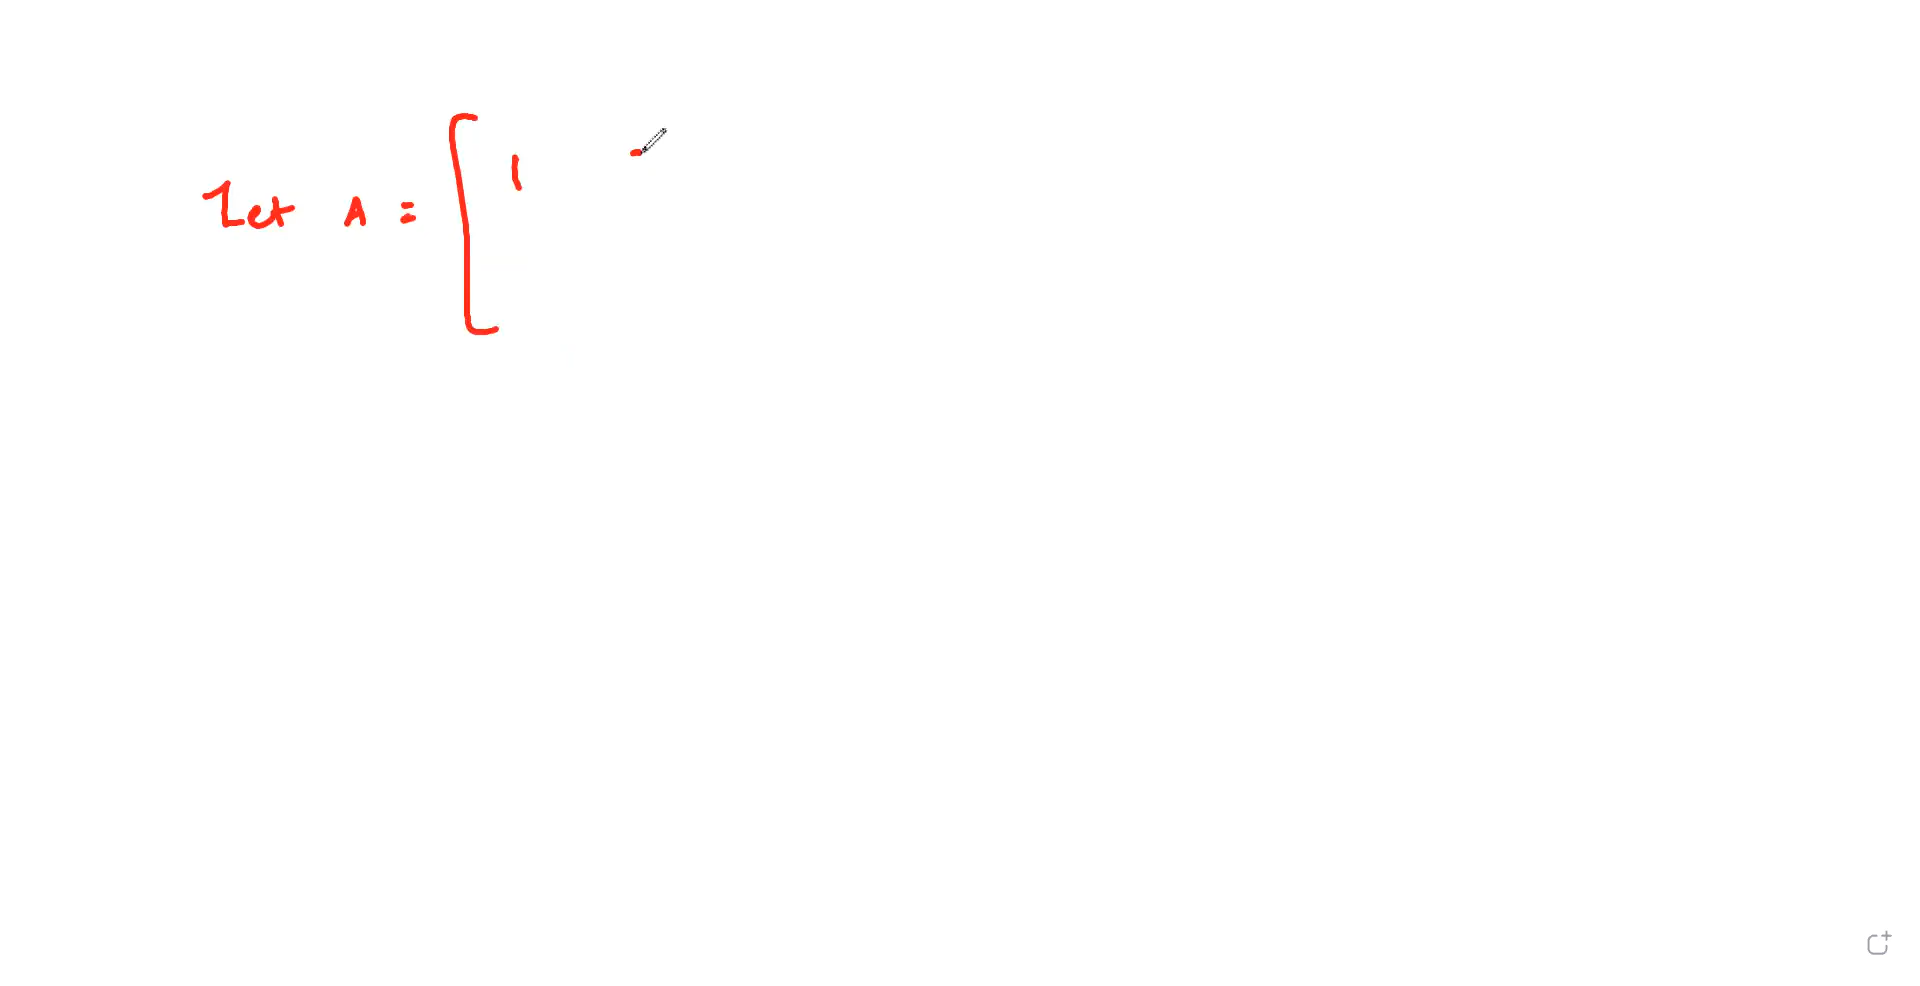 Let A = [ 1